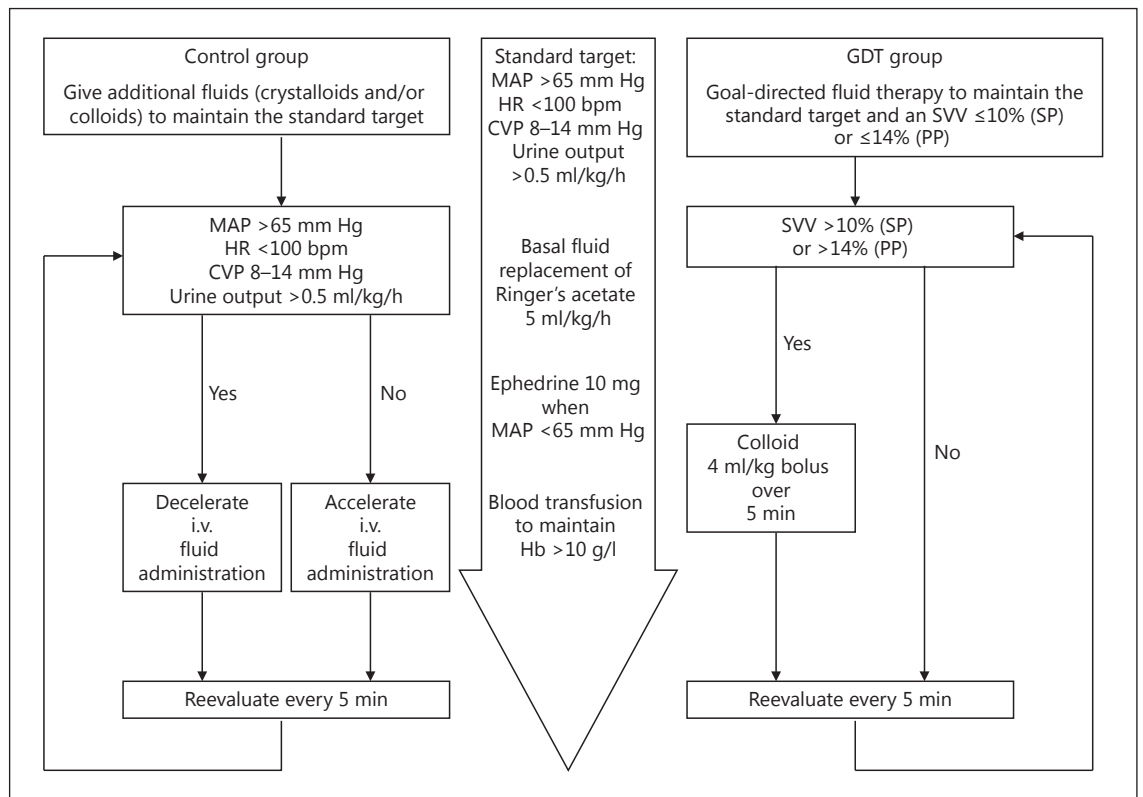 Control group
Give additional fluids (crystalloids and/or
colloids) to maintain the standard target
MAP >65 mm Hg
HR <100 bpm
CVP 8–14 mm Hg
Urine output >0.5 ml/kg/h
Yes
No
Decelerate
i.v.
fluid
administration
Accelerate
i.v.
fluid
administration
Reevaluate every 5 min
Standard target:
MAP >65 mm Hg
HR <100 bpm
CVP 8–14 mm Hg
Urine output
>0.5 ml/kg/h
Basal fluid
replacement of
Ringer's acetate
5 ml/kg/h
Ephedrine 10 mg
when
MAP <65 mm Hg
Blood transfusion
to maintain
Hb >10 g/l
GDT group
Goal-directed fluid therapy to maintain the
standard target and an SVV ≤10% (SP)
or ≤14% (PP)
SVV >10% (SP)
or >14% (PP)
Yes
No
Colloid
4 ml/kg bolus
over
5 min
Reevaluate every 5 min